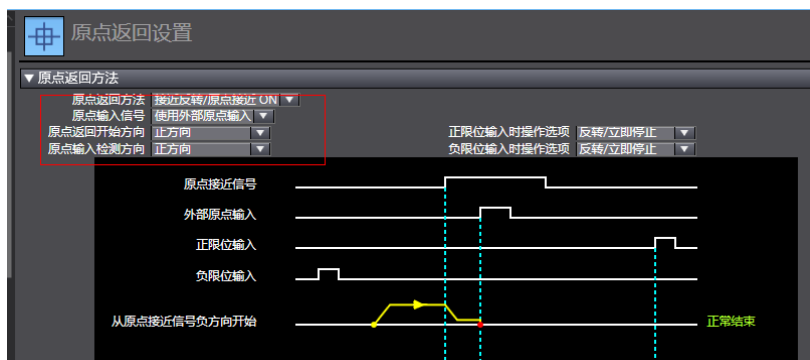 原点返回设置
▼原点返回方法
原点返回方法 接近反转/原点接近 ON ▼
原点输入信号 使用外部原点输入 ▼
原点返回开始方向 正方向 ▼ 正限位输入时操作选项 反转/立即停止 ▼
原点输入检测方向 正方向 ▼ 负限位输入时操作选项 反转/立即停止 ▼
原点接近信号
外部原点输入
正限位输入
负限位输入
从原点接近信号负方向开始 正常结束